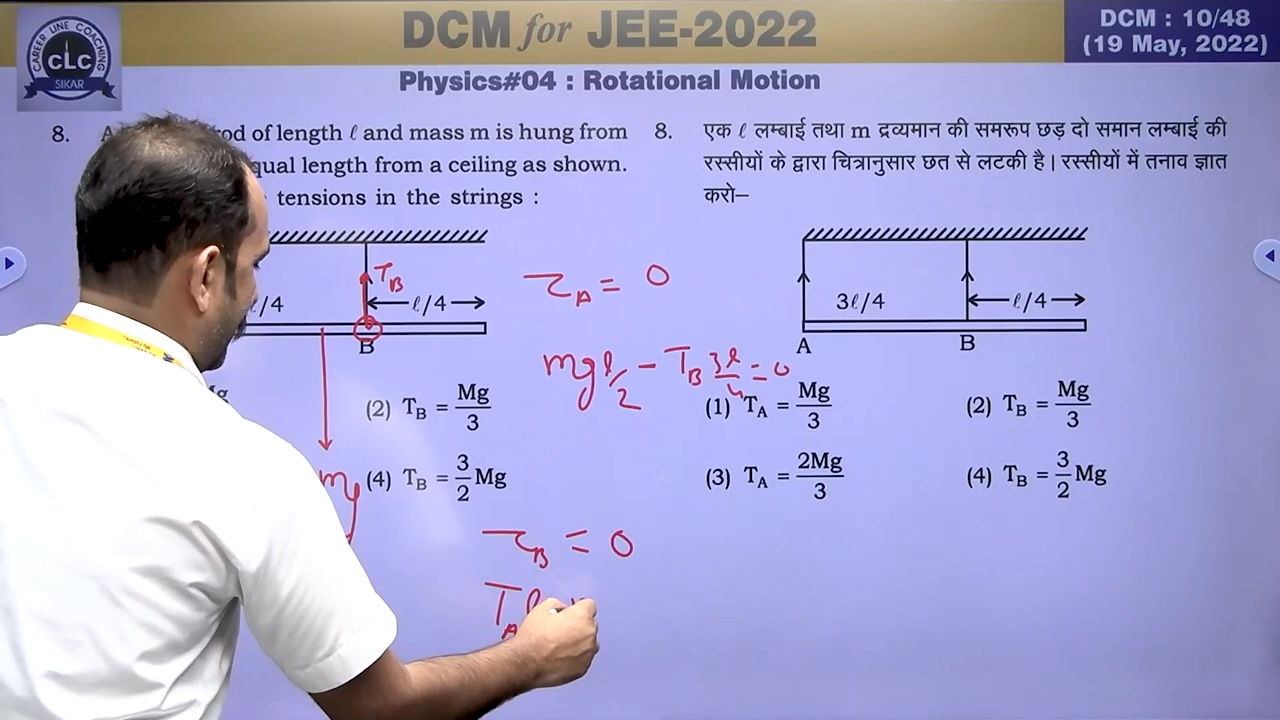 DCM for JEE-2022
DCM : 10/48
(19 May, 2022)
CAREER LINE COACHING
CLC
SIKAR
Physics#04 : Rotational Motion
8. A
od of length ℓ and mass m is hung from
qual length from a ceiling as shown.
tensions in the strings :
ℓ/4
T_B
ℓ/4
B
(2) T_B = Mg/3
(4) T_B = 3/2 Mg
mg
τ_A = 0
mg ℓ/2 - T_B 3ℓ/4 = 0
τ_B = 0
T_A
8. एक ℓ लम्बाई तथा m द्रव्यमान की समरूप छड़ दो समान लम्बाई की
रस्सीयों के द्वारा चित्रानुसार छत से लटकी है। रस्सीयों में तनाव ज्ञात
करो–
3ℓ/4
ℓ/4
A
B
(1) T_A = Mg/3
(2) T_B = Mg/3
(3) T_A = 2Mg/3
(4) T_B = 3/2 Mg